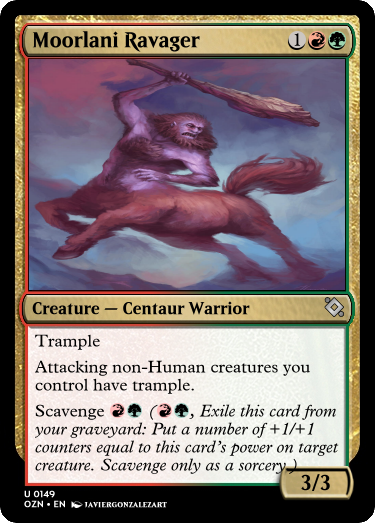 Moorlani Ravager 1
Creature — Centaur Warrior
Trample
Attacking non-Human creatures you
control have trample.
Scavenge ( , Exile this card from
your graveyard: Put a number of +1/+1
counters equal to this card's power on target
creature. Scavenge only as a sorcery.)
3/3
U 0149
OZN • EN JAVIERGONZALEZART